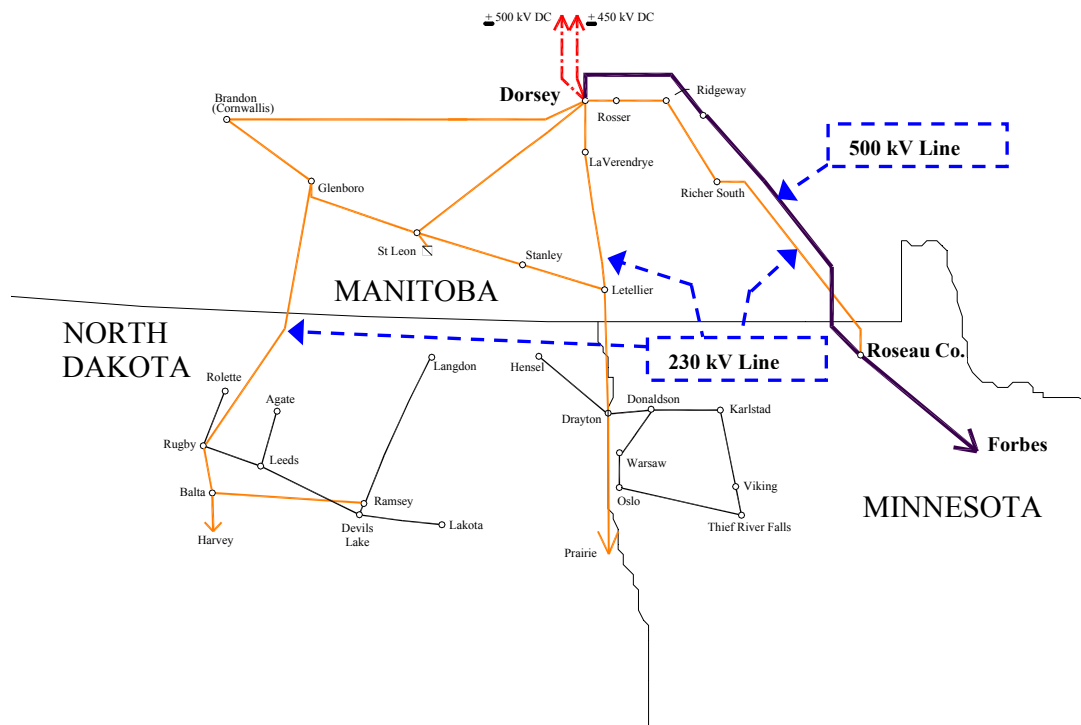 ± 500 kV DC
± 450 kV DC
Ridgeway
Dorsey
Brandon
(Cornwallis)
Rosser
500 kV Line
LaVerendrye
Glenboro
Richer South
St Leon
Stanley
MANITOBA
Letellier
NORTH
DAKOTA
Roseau Co.
230 kV Line
Langdon
Hensel
Rolette
Agate
Donaldson
Karlstad
Drayton
Rugby
Forbes
Leeds
Warsaw
Balta
Ramsey
Oslo
Viking
MINNESOTA
Devils
Lake
Lakota
Thief River Falls
Harvey
Prairie